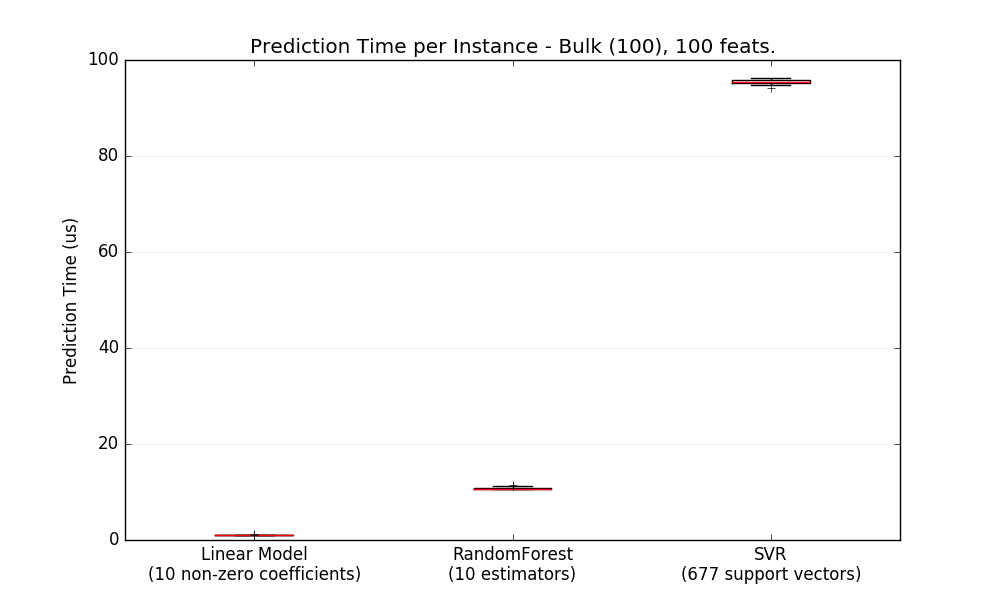 Prediction Time per Instance - Bulk (100), 100 feats.
100
80
60
40
20
0
Prediction Time (us)
Linear Model
(10 non-zero coefficients)
RandomForest
(10 estimators)
SVR
(677 support vectors)